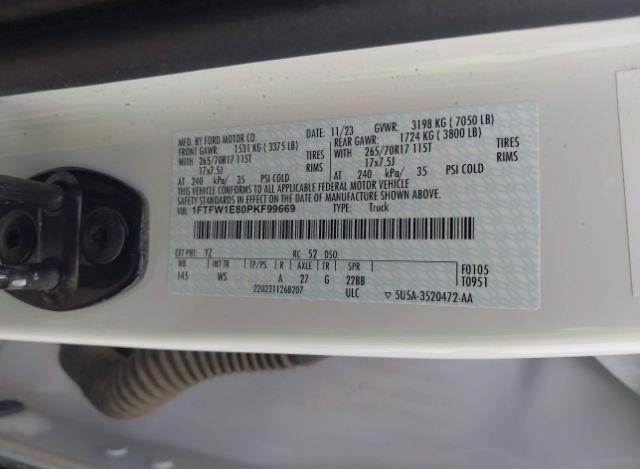 MFD. BY FORD MOTOR CO.
11/23 GVWR: 3198 KG ( 7050 LB)
FRONT GAWR: 1531 KG ( 3375 LB) REAR GAWR: 1724 KG ( 3800 LB)
WITH 265/70R17 115T TIRES WITH 265/70R17 115T TIRES
17x7.5J RIMS 17x7.5J RIMS
AT 240 kPa/ 35 PSI COLD AT 240 kPa/ 35 PSI COLD
THIS VEHICLE CONFORMS TO ALL APPLICABLE FEDERAL MOTOR VEHICLE
SAFETY STANDARDS IN EFFECT ON THE DATE OF MANUFACTURE SHOWN ABOVE.
VIN: 1FTFW1E80PKF99669 TYPE: Truck
EXT PNT: YZ RC: 52 DSO:
WB INT TR TP/PS R AXLE TR SPR F0105
145 WS A 27 G 22BB T0951
2202311268207 ULC 5U5A-3520472-AA